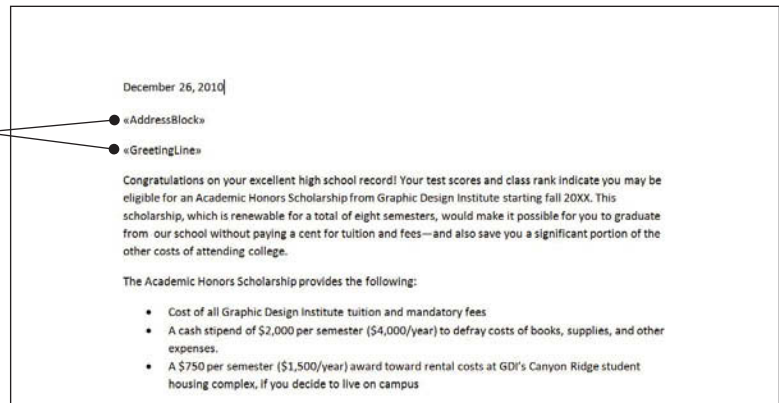 December 26, 2010
«AddressBlock»
«GreetingLine»
Congratulations on your excellent high school record! Your test scores and class rank indicate you may be
eligible for an Academic Honors Scholarship from Graphic Design Institute starting fall 20XX. This
scholarship, which is renewable for a total of eight semesters, would make it possible for you to graduate
from our school without paying a cent for tuition and fees—and also save you a significant portion of the
other costs of attending college.
The Academic Honors Scholarship provides the following:
• Cost of all Graphic Design Institute tuition and mandatory fees
• A cash stipend of $2,000 per semester ($4,000/year) to defray costs of books, supplies, and other
expenses.
• A $750 per semester ($1,500/year) award toward rental costs at GDI's Canyon Ridge student
housing complex, if you decide to live on campus